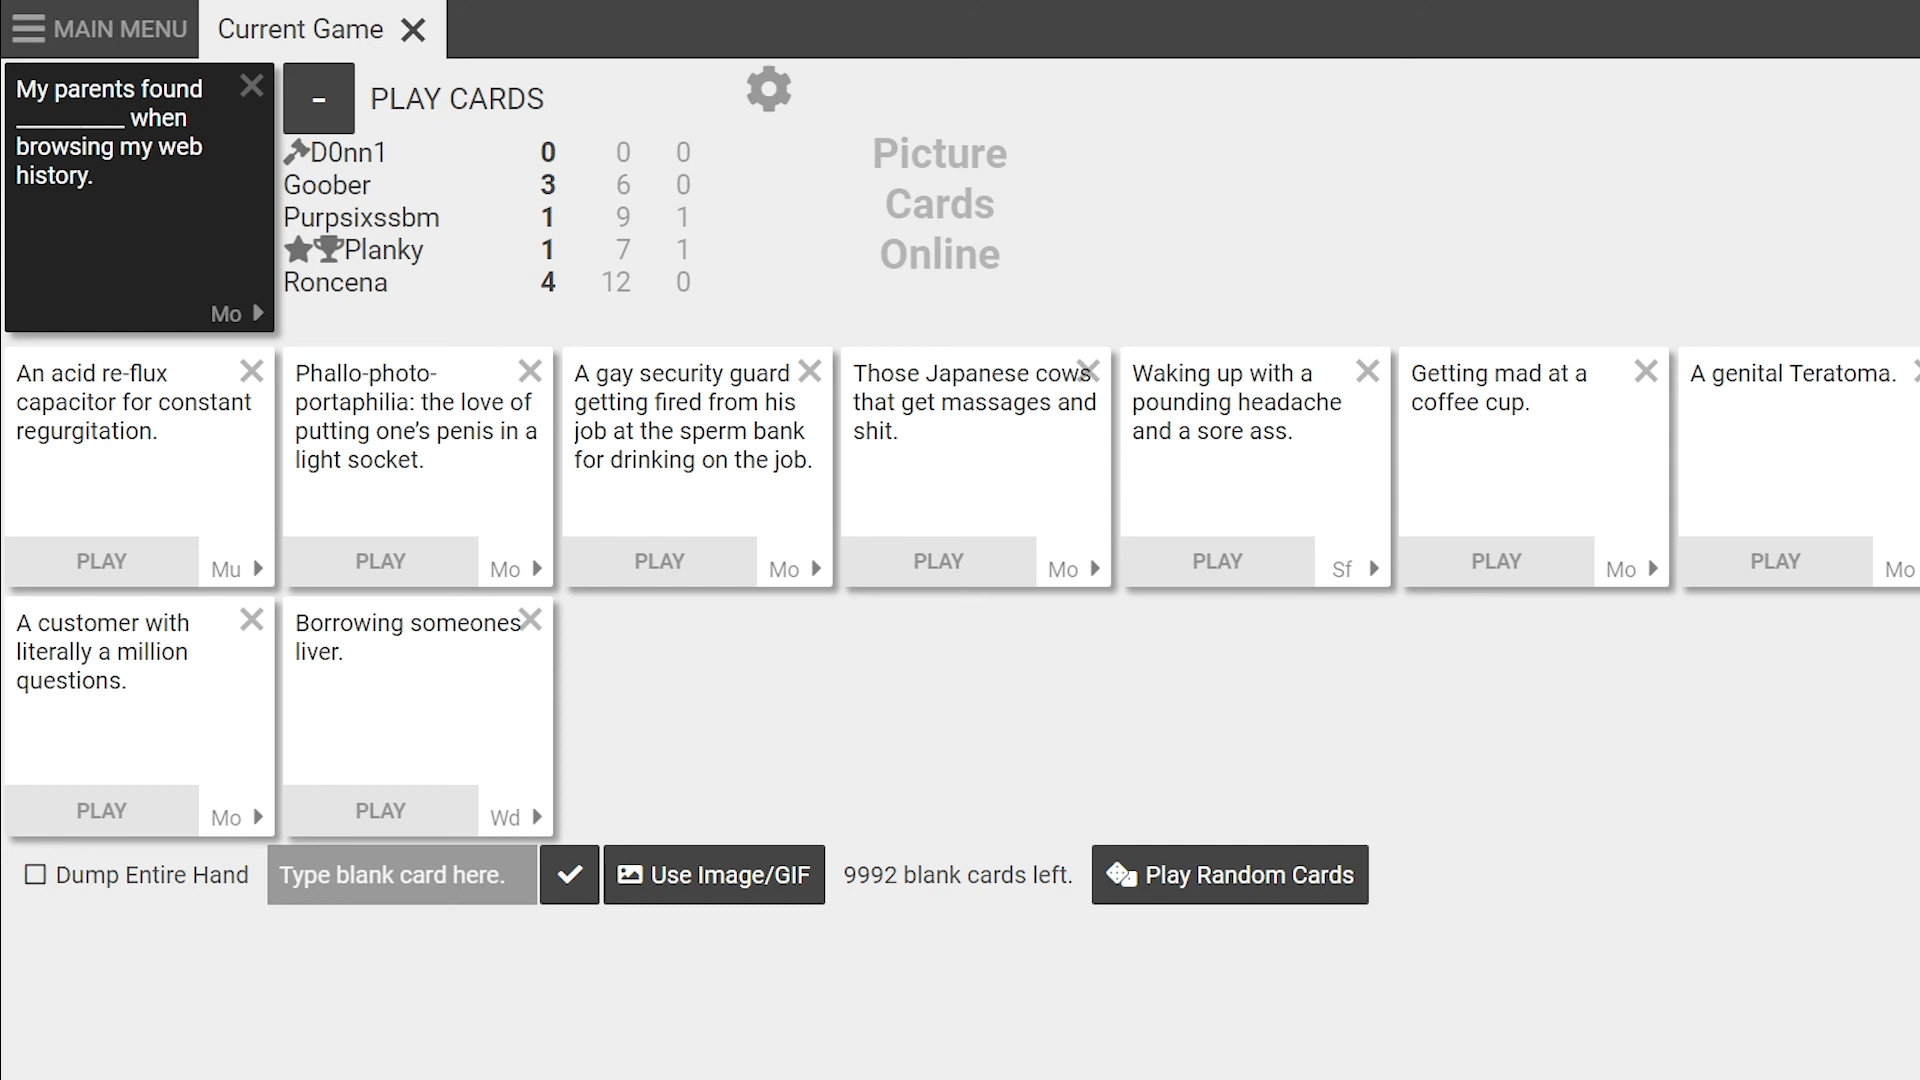 MAIN MENU
Current Game
My parents found
_________ when
browsing my web
history.
Mo
-
PLAY CARDS
D0nn1 0 0 0
Goober 3 6 0
Purpsixssbm 1 9 1
Planky 1 7 1
Roncena 4 12 0
Picture
Cards
Online
An acid re-flux
capacitor for constant
regurgitation.
PLAY
Mu
Phallo-photo-
portaphilia: the love of
putting one’s penis in a
light socket.
PLAY
Mo
A gay security guard
getting fired from his
job at the sperm bank
for drinking on the job.
PLAY
Mo
Those Japanese cows
that get massages and
shit.
PLAY
Mo
Waking up with a
pounding headache
and a sore ass.
PLAY
Sf
Getting mad at a
coffee cup.
PLAY
Mo
A genital Teratoma.
PLAY
Mo
A customer with
literally a million
questions.
PLAY
Mo
Borrowing someones
liver.
PLAY
Wd
Dump Entire Hand
Type blank card here.
Use Image/GIF
9992 blank cards left.
Play Random Cards